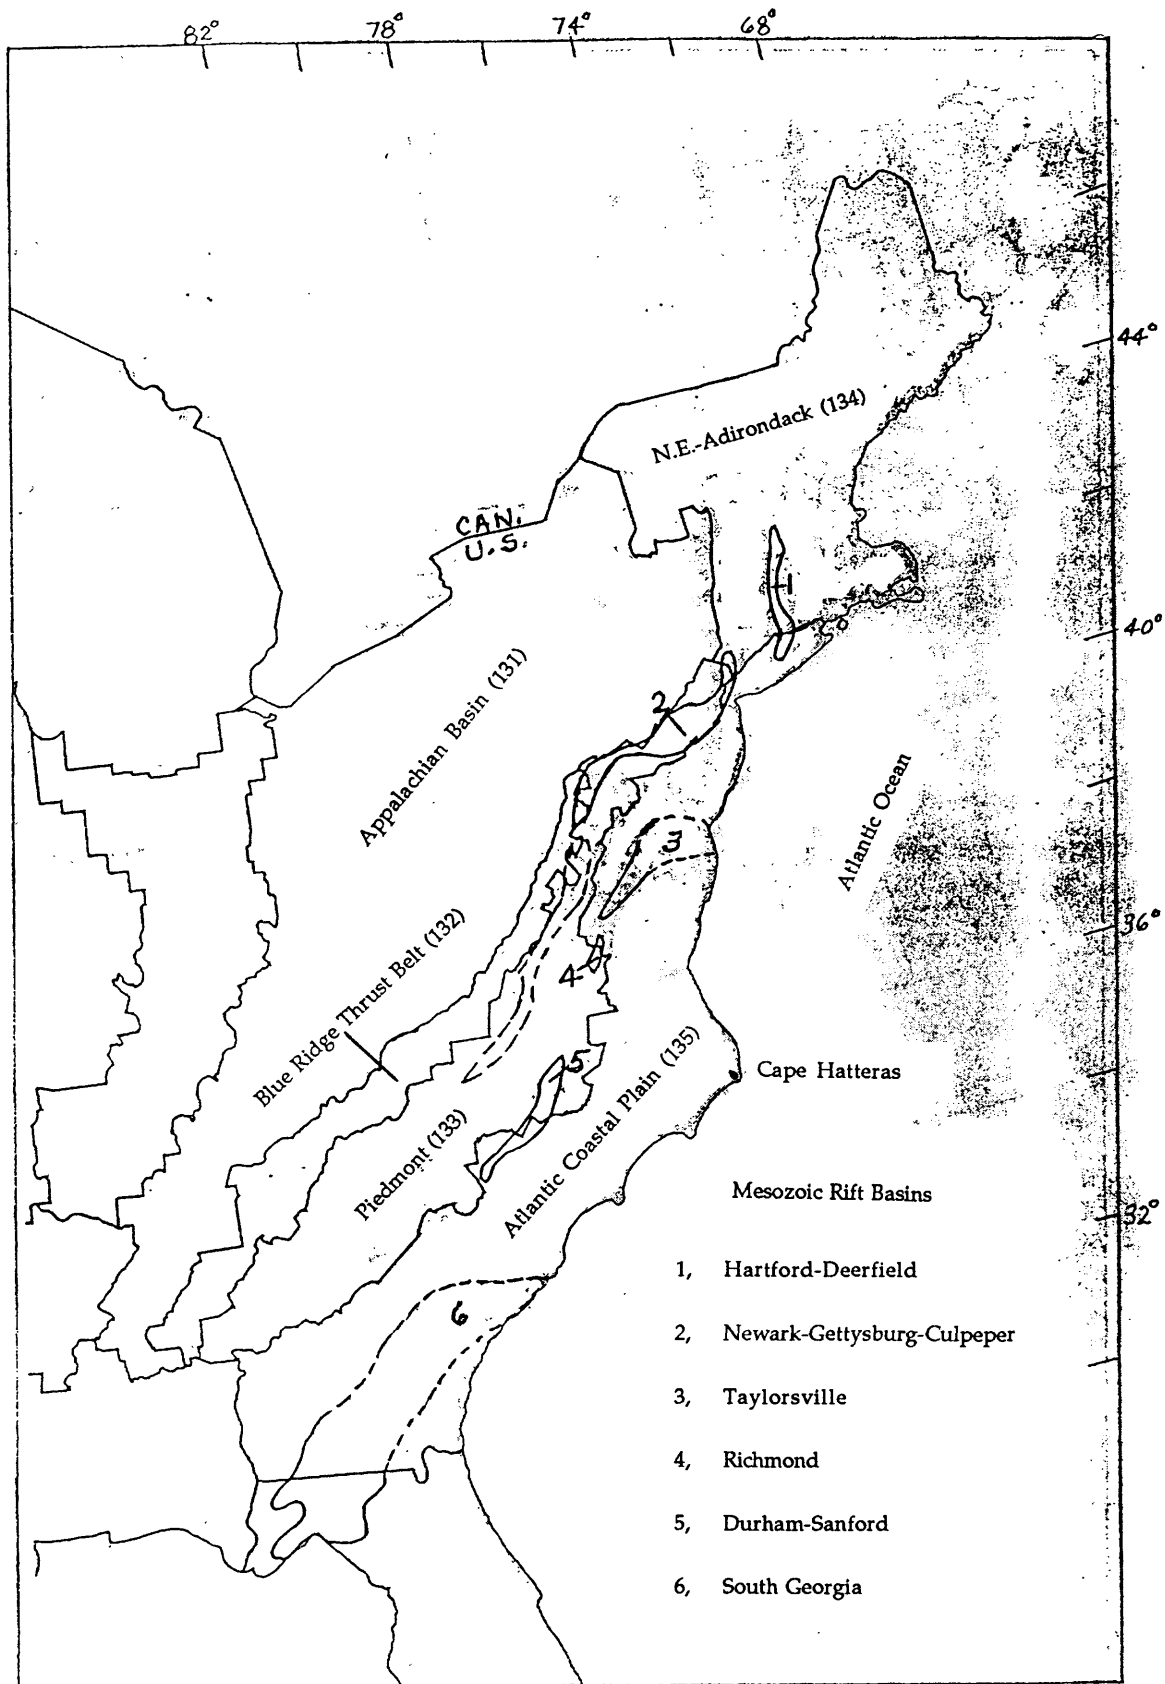 82° 78° 74° 68°
44°
N.E.-Adirondack (134)
CAN.
U.S.
1
40°
Appalachian Basin (131)
2
Atlantic Ocean
3
36°
Blue Ridge Thrust Belt (132)
4
5
Cape Hatteras
Piedmont (133)
Atlantic Coastal Plain (135)
32°
Mesozoic Rift Basins
1, Hartford-Deerfield
6
2, Newark-Gettysburg-Culpeper
3, Taylorsville
4, Richmond
5, Durham-Sanford
6, South Georgia